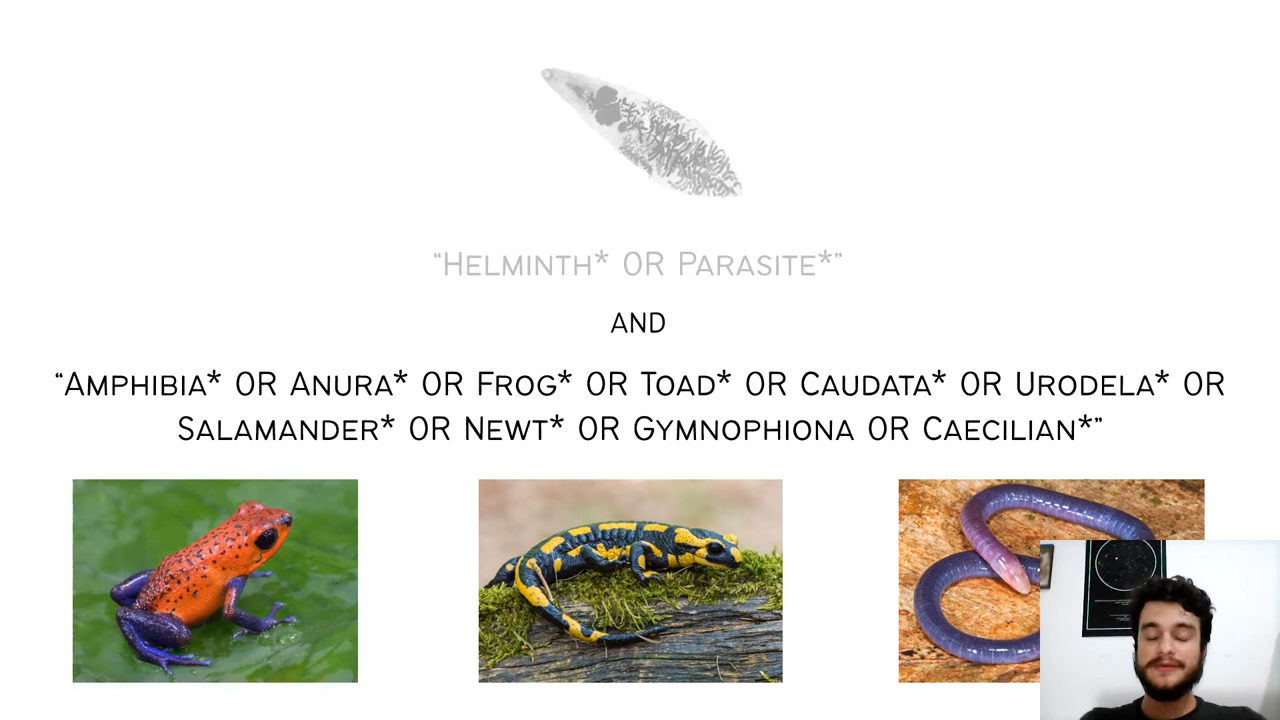 “Helminth* OR Parasite*”
AND
“Amphibia* OR Anura* OR Frog* OR Toad* OR Caudata* OR Urodela* OR
Salamander* OR Newt* OR Gymnophiona OR Caecilian*”